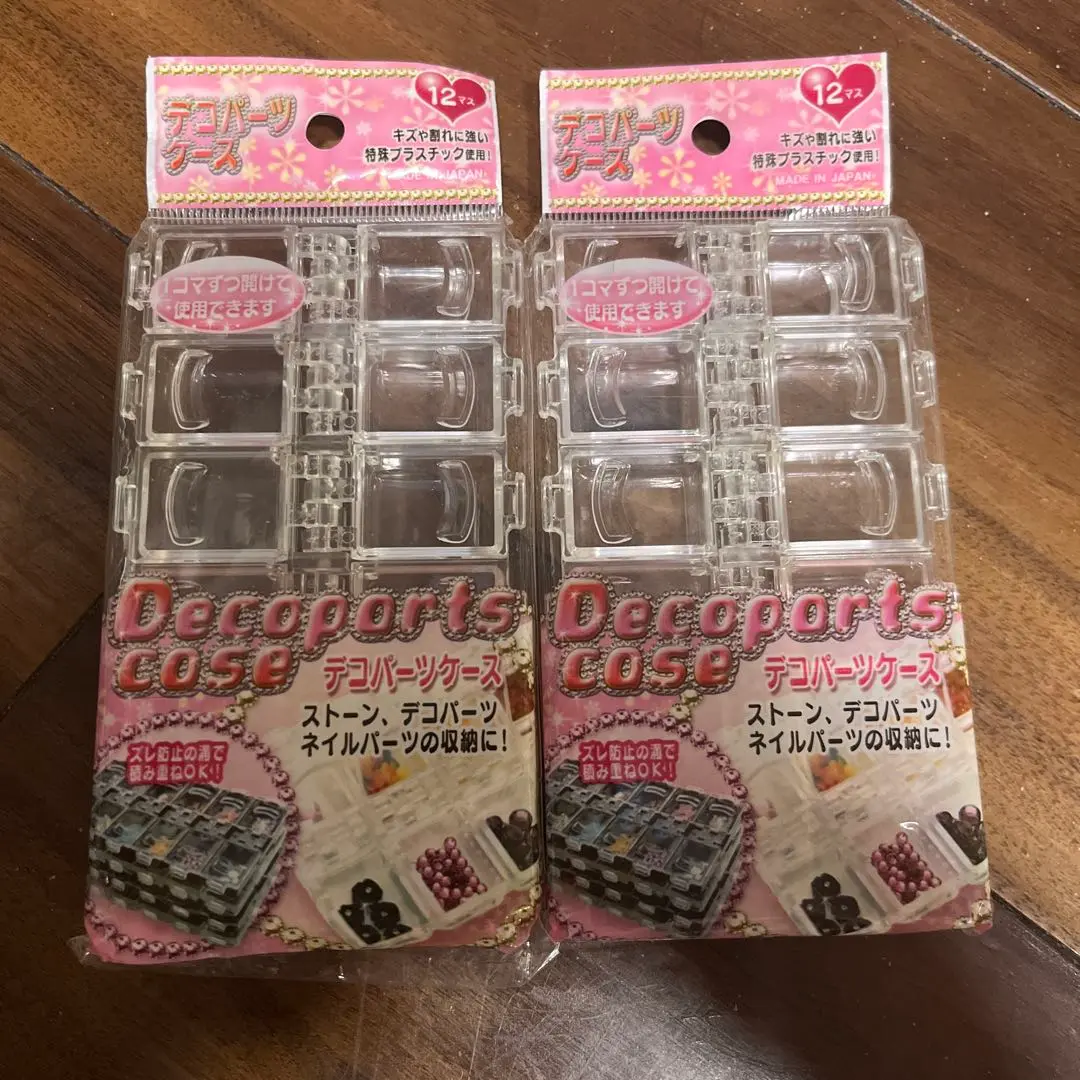 デコパーツ
ケース
12マス
キズや割れに強い
特殊プラスチック使用!
MADE IN JAPAN
1コマずつ開けて
使用できます
Decoports
cose
デコパーツケース
ストーン、デコパーツ
ネイルパーツの収納に!
ズレ防止の溝で
積み重ねOK!
デコパーツ
ケース
12マス
キズや割れに強い
特殊プラスチック使用!
MADE IN JAPAN
1コマずつ開けて
使用できます
Decoports
cose
デコパーツケース
ストーン、デコパーツ
ネイルパーツの収納に!
ズレ防止の溝で
積み重ねOK!